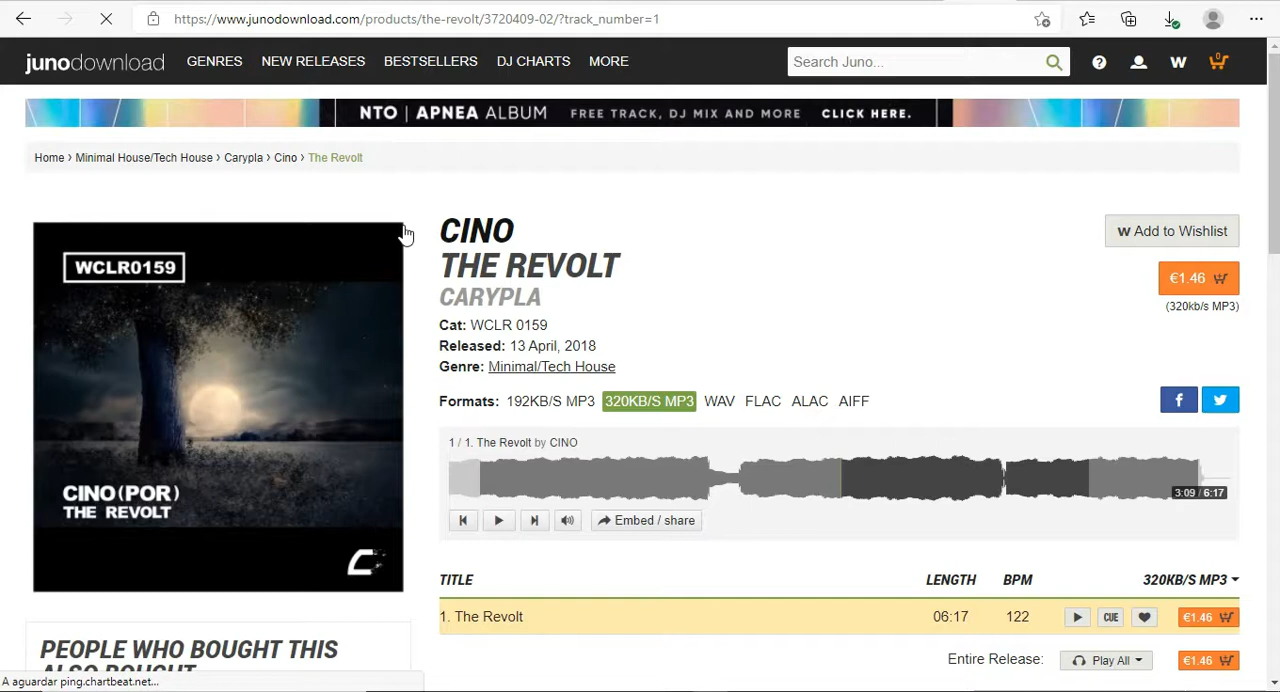 https://www.junodownload.com/products/the-revolt/3720409-02/?track_number=1
junodownload GENRES NEW RELEASES BESTSELLERS DJ CHARTS MORE Search Juno... ? W 0
NTO | APNEA ALBUM FREE TRACK, DJ MIX AND MORE CLICK HERE.
Home › Minimal House/Tech House › Carypla › Cino › The Revolt
WCLR0159
CINO(POR)
THE REVOLT
C
CINO
THE REVOLT
CARYPLA
Cat: WCLR 0159
Released: 13 April, 2018
Genre: Minimal/Tech House
W Add to Wishlist
€1.46
(320kb/s MP3)
Formats: 192KB/S MP3 320KB/S MP3 WAV FLAC ALAC AIFF
f
1 / 1. The Revolt by CINO
3:09 / 6:17
Embed / share
TITLE LENGTH BPM 320KB/S MP3
1. The Revolt 06:17 122 CUE €1.46
Entire Release: Play All €1.46
PEOPLE WHO BOUGHT THIS
ALSO BOUGHT
A aguardar ping.chartbeat.net...